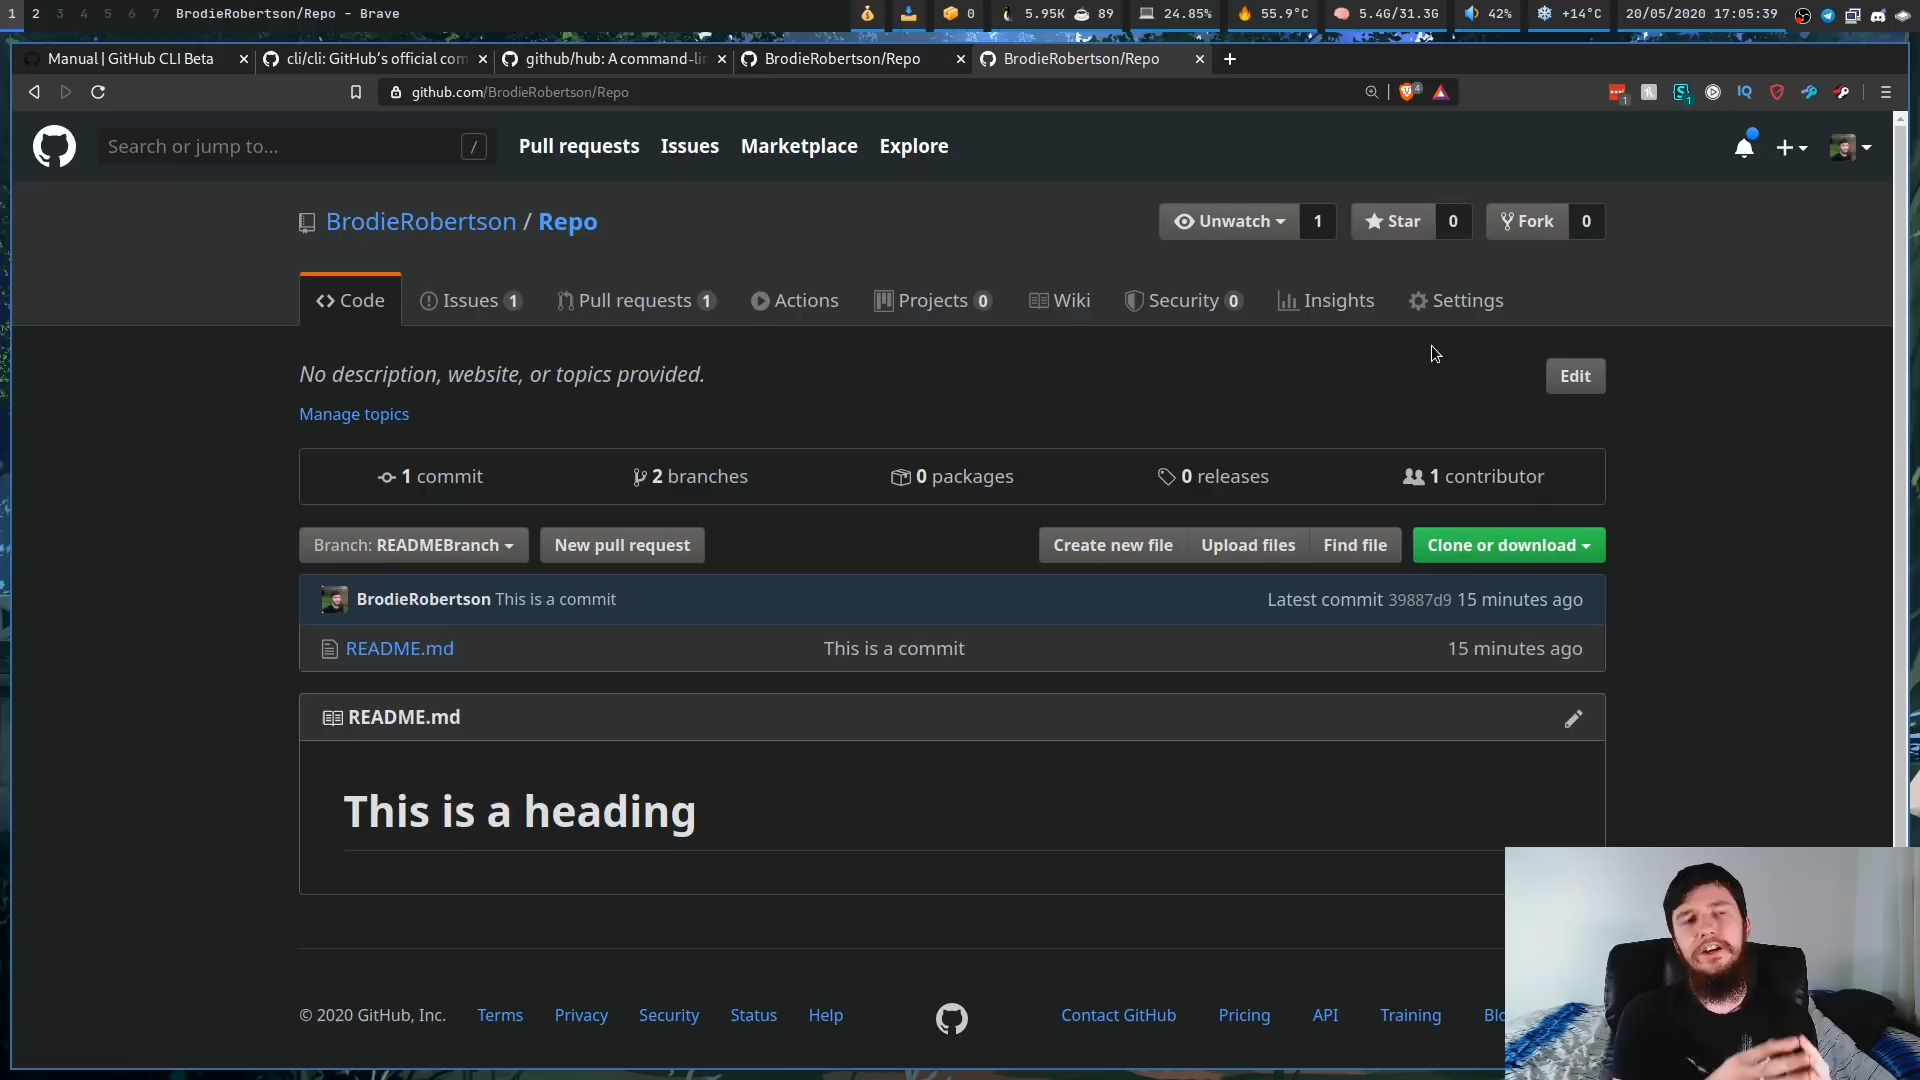 1 2 3 4 5 6 7 BrodieRobertson/Repo - Brave 0 5.95K 89 24.85% 55.9°C 5.4G/31.3G 42% +14°C 20/05/2020 17:05:39
Manual | GitHub CLI Beta × cli/cli: GitHub's official com × github/hub: A command-lin × BrodieRobertson/Repo × BrodieRobertson/Repo × +
github.com/BrodieRobertson/Repo 4 1 1 IQ
Search or jump to... / Pull requests Issues Marketplace Explore
BrodieRobertson / Repo Unwatch 1 Star 0 Fork 0
Code Issues 1 Pull requests 1 Actions Projects 0 Wiki Security 0 Insights Settings
No description, website, or topics provided. Edit
Manage topics
1 commit 2 branches 0 packages 0 releases 1 contributor
Branch: READMEBranch New pull request Create new file Upload files Find file Clone or download
BrodieRobertson This is a commit Latest commit 39887d9 15 minutes ago
README.md This is a commit 15 minutes ago
README.md
This is a heading
© 2020 GitHub, Inc. Terms Privacy Security Status Help Contact GitHub Pricing API Training